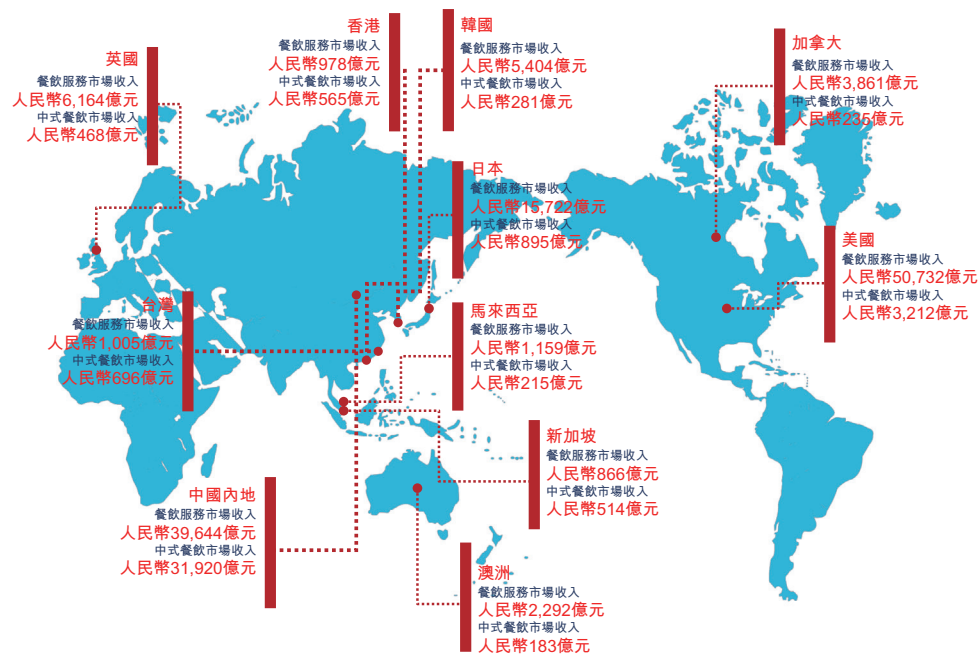 香港
餐飲服務市場收入
人民幣978億元
中式餐飲市場收入
人民幣565億元
韓國
餐飲服務市場收入
人民幣5,404億元
中式餐飲市場收入
人民幣281億元
加拿大
餐飲服務市場收入
人民幣3,861億元
中式餐飲市場收入
人民幣235億元
英國
餐飲服務市場收入
人民幣6,164億元
中式餐飲市場收入
人民幣468億元
日本
餐飲服務市場收入
人民幣15,722億元
中式餐飲市場收入
人民幣895億元
美國
餐飲服務市場收入
人民幣50,732億元
中式餐飲市場收入
人民幣3,212億元
台灣
餐飲服務市場收入
人民幣1,005億元
中式餐飲市場收入
人民幣696億元
馬來西亞
餐飲服務市場收入
人民幣1,159億元
中式餐飲市場收入
人民幣215億元
新加坡
餐飲服務市場收入
人民幣866億元
中式餐飲市場收入
人民幣514億元
中國內地
餐飲服務市場收入
人民幣39,644億元
中式餐飲市場收入
人民幣31,920億元
澳洲
餐飲服務市場收入
人民幣2,292億元
中式餐飲市場收入
人民幣183億元